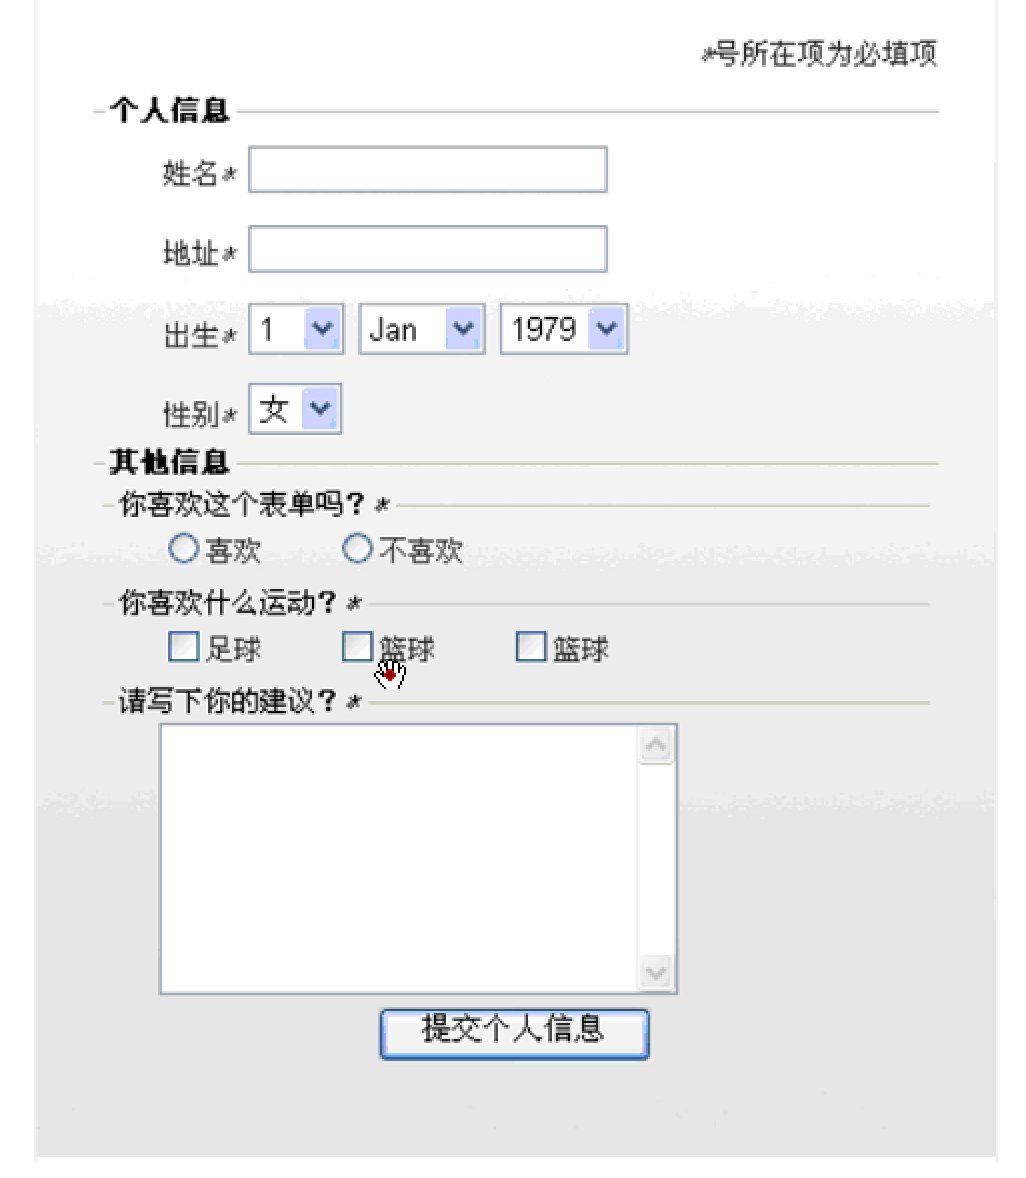 *号所在项为必填项
个人信息
姓名*
地址*
出生* 1 Jan 1979
性别* 女
其他信息
你喜欢这个表单吗？*
喜欢 不喜欢
你喜欢什么运动？*
足球 篮球 篮球
请写下你的建议？*
提交个人信息